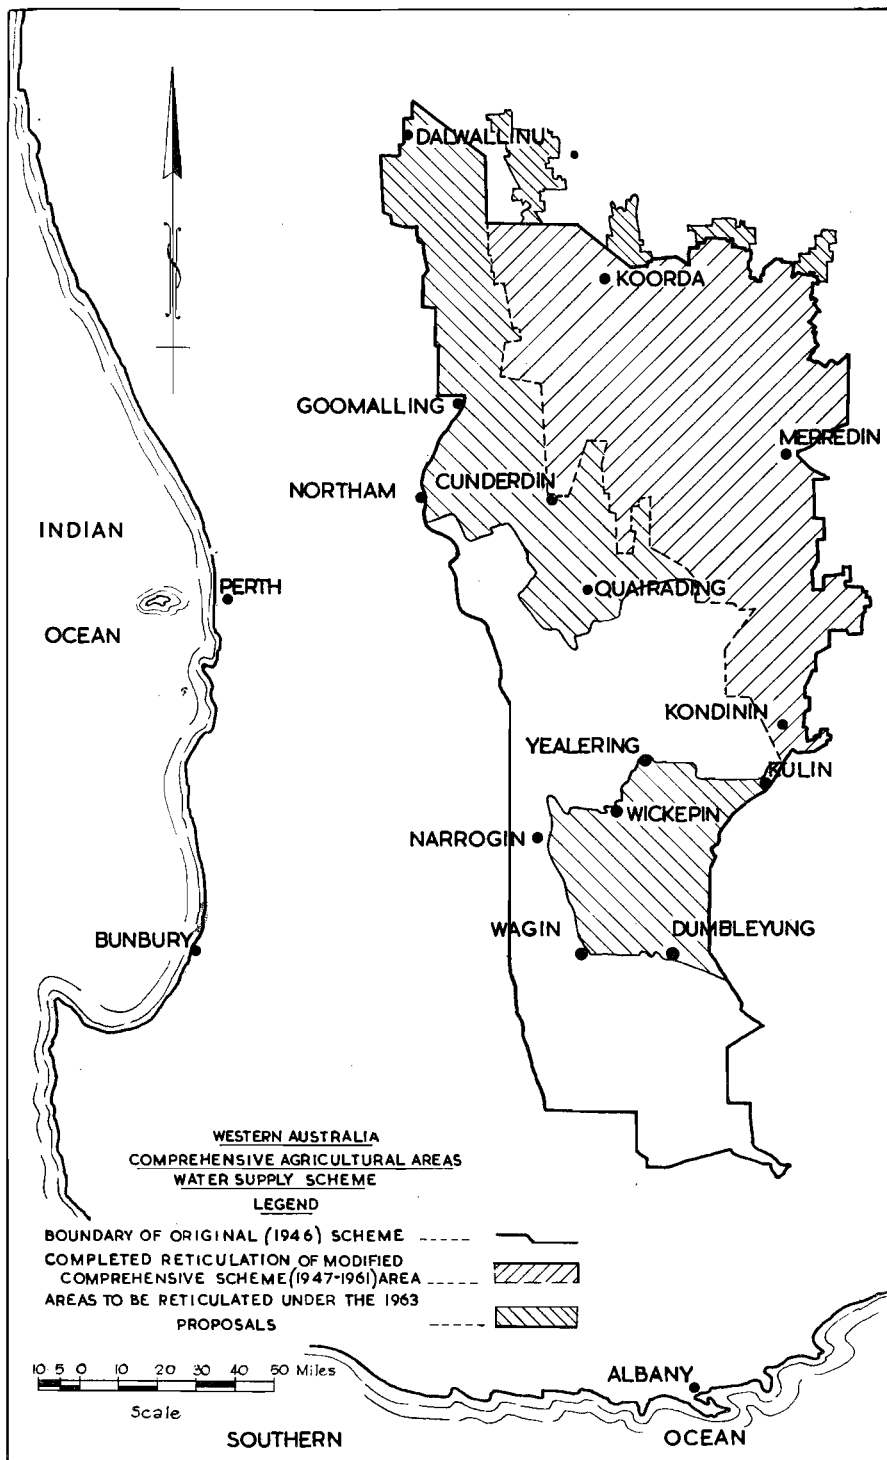 DALWALLINU
KOORDA
GOOMALLING
MERREDIN
CUNDERDIN
NORTHAM
INDIAN
PERTH
QUAIRADING
OCEAN
KONDININ
YEALERING
KULIN
WICKEPIN
NARROGIN
WAGIN
DUMBLEYUNG
BUNBURY
WESTERN AUSTRALIA
COMPREHENSIVE AGRICULTURAL AREAS
WATER SUPPLY SCHEME
LEGEND
BOUNDARY OF ORIGINAL (1946) SCHEME
COMPLETED RETICULATION OF MODIFIED
COMPREHENSIVE SCHEME (1947-1961) AREA
AREAS TO BE RETICULATED UNDER THE 1963
PROPOSALS
10 5 0 10 20 30 40 50 Miles
Scale
ALBANY
SOUTHERN OCEAN